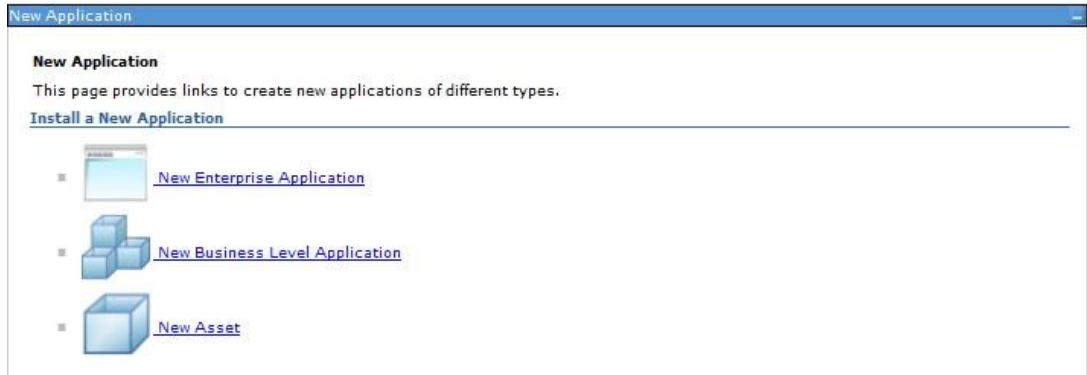 New Application
New Application
This page provides links to create new applications of different types.
Install a New Application
New Enterprise Application
New Business Level Application
New Asset